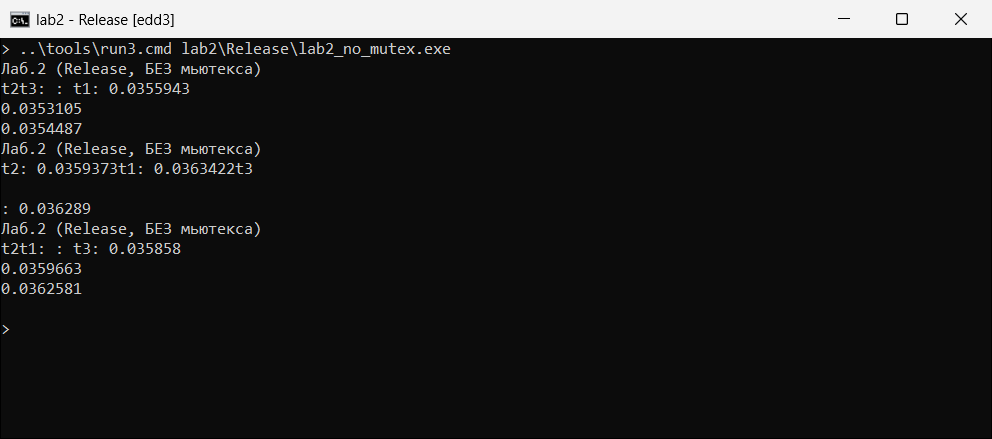 lab2 - Release [edd3]
> ..\tools\run3.cmd lab2\Release\lab2_no_mutex.exe
Лаб.2 (Release, БЕЗ мьютекса)
t2t3: : t1: 0.0355943
0.0353105
0.0354487
Лаб.2 (Release, БЕЗ мьютекса)
t2: 0.0359373t1: 0.0363422t3
: 0.036289
Лаб.2 (Release, БЕЗ мьютекса)
t2t1: : t3: 0.035858
0.0359663
0.0362581
>